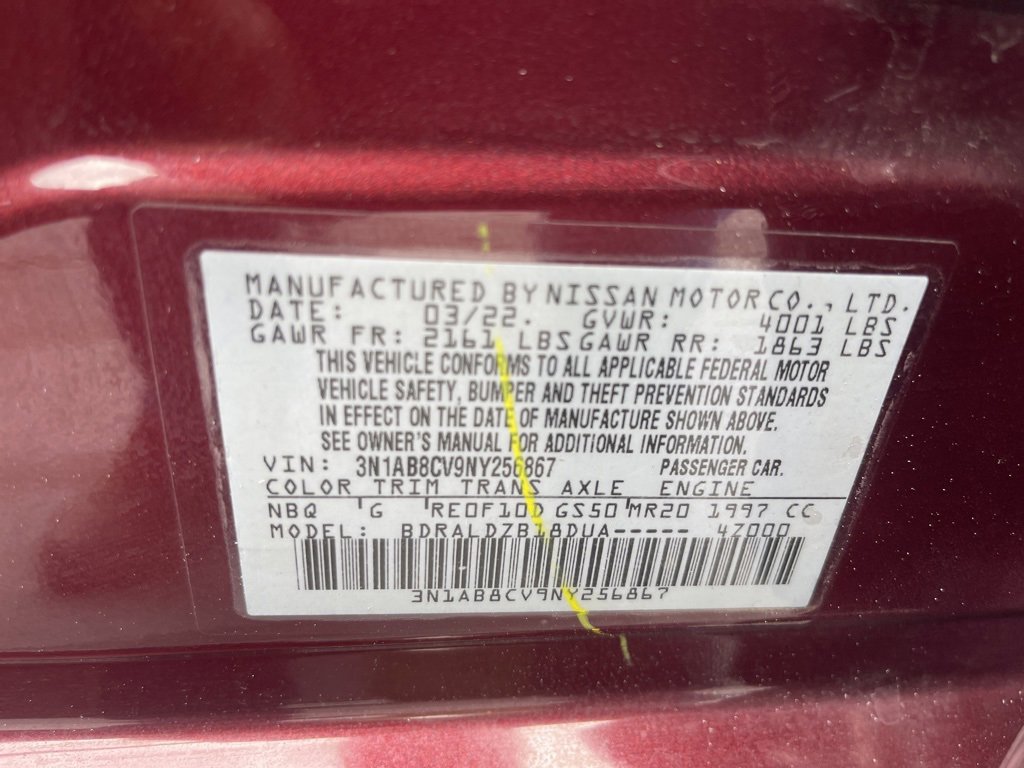 MANUFACTURED BY NISSAN MOTOR CO., LTD.
DATE: 03/22. GVWR: 4001 LBS
GAWR FR: 2161 LBS GAWR RR: 1863 LBS
THIS VEHICLE CONFORMS TO ALL APPLICABLE FEDERAL MOTOR
VEHICLE SAFETY, BUMPER AND THEFT PREVENTION STANDARDS
IN EFFECT ON THE DATE OF MANUFACTURE SHOWN ABOVE.
SEE OWNER'S MANUAL FOR ADDITIONAL INFORMATION.
VIN: 3N1AB8CV9NY256867 PASSENGER CAR.
COLOR TRIM TRANS AXLE ENGINE
NBQ G RE0F10D GS50 MR20 1997 CC
MODEL: BDRALDZB18DUA----- 4Z000
3N1AB8CV9NY256867